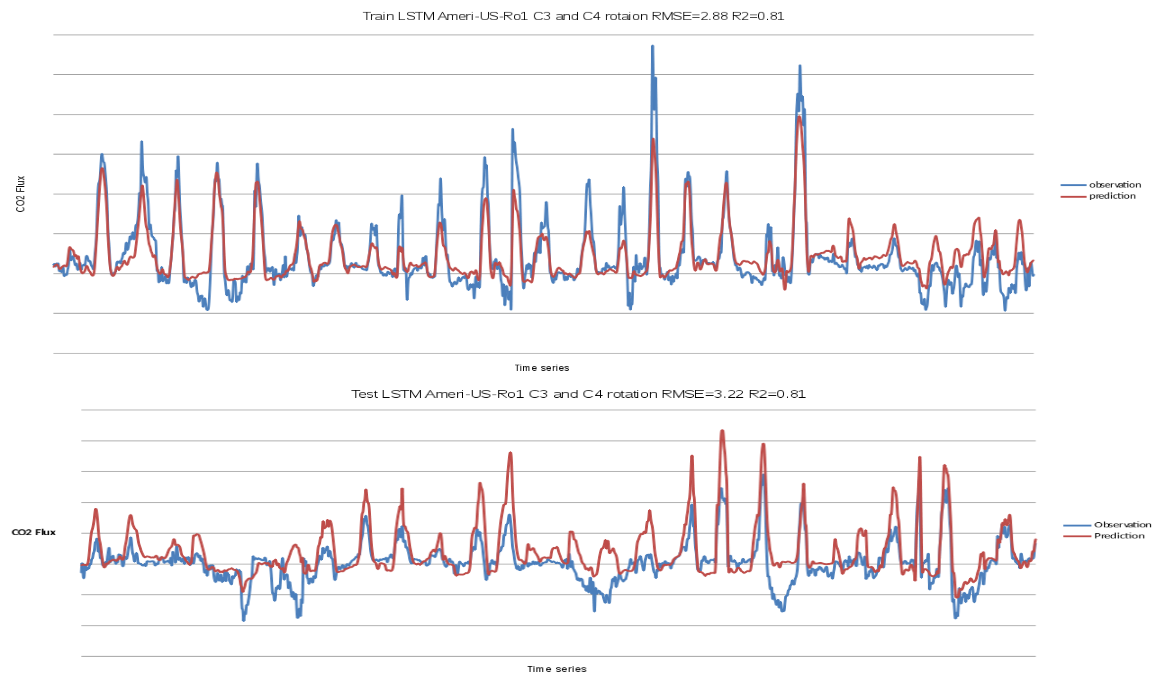 Train LSTM Ameri-US-Ro1 C3 and C4 rotaion RMSE=2.88 R2=0.81
CO2 Flux
observation
prediction
Time series
Test LSTM Ameri-US-Ro1 C3 and C4 rotation RMSE=3.22 R2=0.81
CO2 Flux
Observation
Prediction
Time series